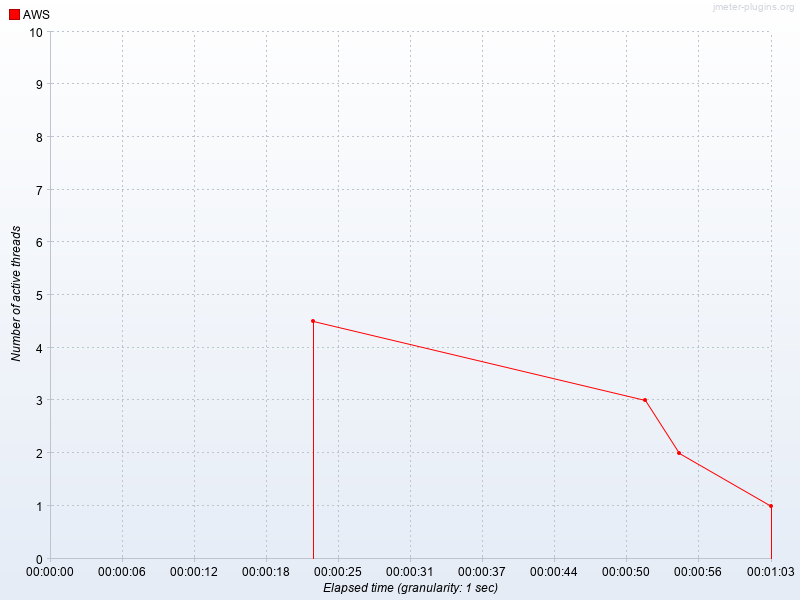 jmeter-plugins.org
AWS
10
9
8
7
6
5
4
3
2
1
0
Number of active threads
00:00:00 00:00:06 00:00:12 00:00:18 00:00:25 00:00:31 00:00:37 00:00:44 00:00:50 00:00:56 00:01:03
Elapsed time (granularity: 1 sec)